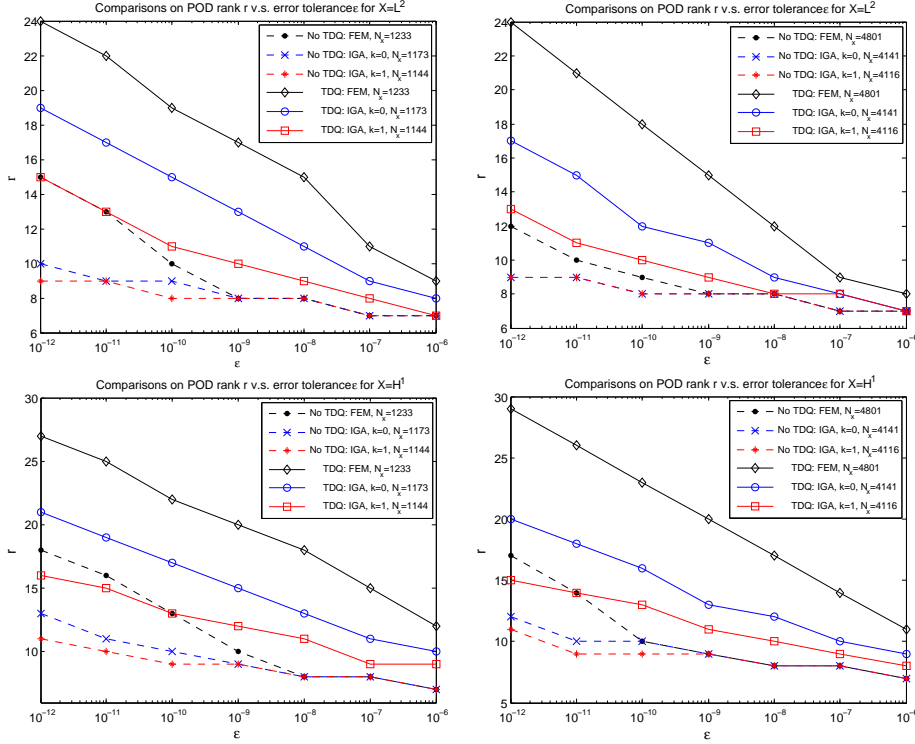 Comparisons on POD rank r v.s. error toleranceε for X=L²
24
22
20
18
16
14
12
10
8
6
r
10⁻¹² 10⁻¹¹ 10⁻¹⁰ 10⁻⁹ 10⁻⁸ 10⁻⁷ 10⁻⁶
ε
No TDQ: FEM, Nₓ=1233
No TDQ: IGA, k=0, Nₓ=1173
No TDQ: IGA, k=1, Nₓ=1144
TDQ: FEM, Nₓ=1233
TDQ: IGA, k=0, Nₓ=1173
TDQ: IGA, k=1, Nₓ=1144
Comparisons on POD rank r v.s. error toleranceε for X=L²
24
22
20
18
16
14
12
10
8
6
r
10⁻¹² 10⁻¹¹ 10⁻¹⁰ 10⁻⁹ 10⁻⁸ 10⁻⁷ 10⁻⁶
ε
No TDQ: FEM, Nₓ=4801
No TDQ: IGA, k=0, Nₓ=4141
No TDQ: IGA, k=1, Nₓ=4116
TDQ: FEM, Nₓ=4801
TDQ: IGA, k=0, Nₓ=4141
TDQ: IGA, k=1, Nₓ=4116
Comparisons on POD rank r v.s. error toleranceε for X=H¹
30
25
20
15
10
r
10⁻¹² 10⁻¹¹ 10⁻¹⁰ 10⁻⁹ 10⁻⁸ 10⁻⁷ 10⁻⁶
ε
No TDQ: FEM, Nₓ=1233
No TDQ: IGA, k=0, Nₓ=1173
No TDQ: IGA, k=1, Nₓ=1144
TDQ: FEM, Nₓ=1233
TDQ: IGA, k=0, Nₓ=1173
TDQ: IGA, k=1, Nₓ=1144
Comparisons on POD rank r v.s. error toleranceε for X=H¹
30
25
20
15
10
5
r
10⁻¹² 10⁻¹¹ 10⁻¹⁰ 10⁻⁹ 10⁻⁸ 10⁻⁷ 10⁻⁶
ε
No TDQ: FEM, Nₓ=4801
No TDQ: IGA, k=0, Nₓ=4141
No TDQ: IGA, k=1, Nₓ=4116
TDQ: FEM, Nₓ=4801
TDQ: IGA, k=0, Nₓ=4141
TDQ: IGA, k=1, Nₓ=4116